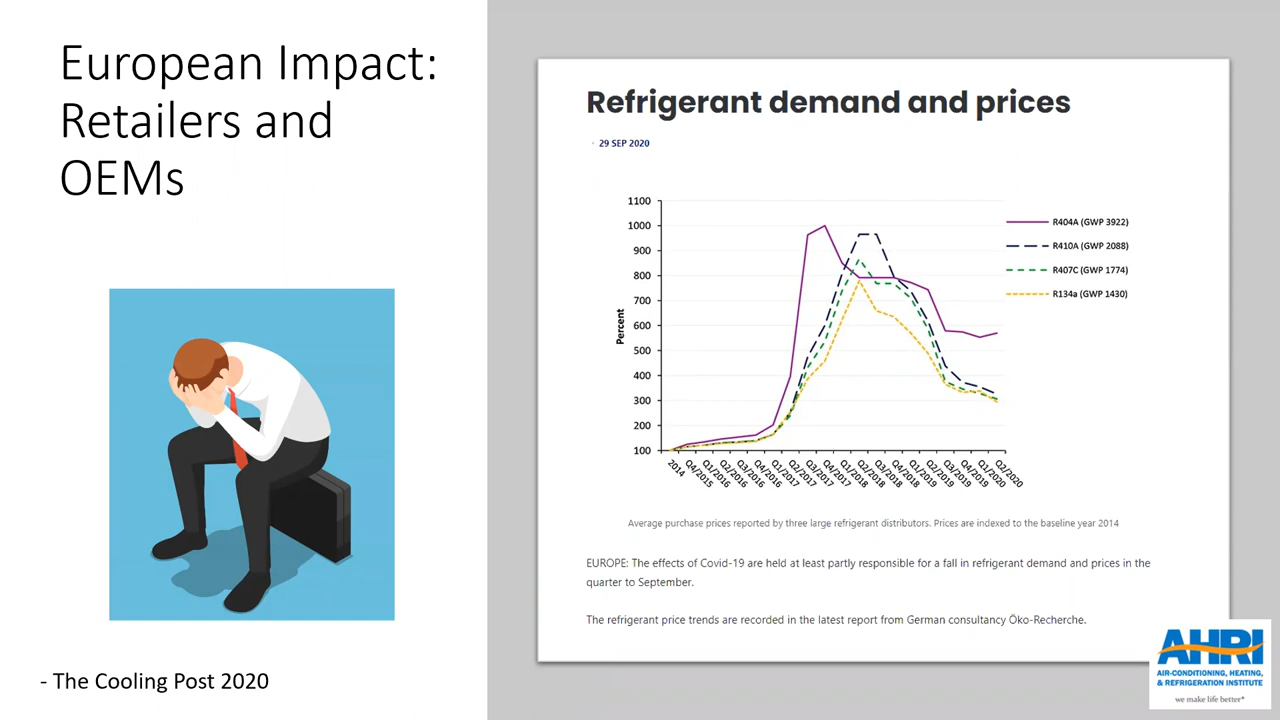 European Impact:
Retailers and
OEMs
- The Cooling Post 2020
Refrigerant demand and prices
· 29 SEP 2020
1100
1000
900
800
700
600
500
400
300
200
100
Percent
2014
Q4/2015
Q1/2016
Q2/2016
Q3/2016
Q4/2016
Q1/2017
Q2/2017
Q3/2017
Q4/2017
Q1/2018
Q2/2018
Q3/2018
Q4/2018
Q1/2019
Q2/2019
Q3/2019
Q4/2019
Q1/2020
Q2/2020
R404A (GWP 3922)
R410A (GWP 2088)
R407C (GWP 1774)
R134a (GWP 1430)
Average purchase prices reported by three large refrigerant distributors. Prices are indexed to the baseline year 2014
EUROPE: The effects of Covid-19 are held at least partly responsible for a fall in refrigerant demand and prices in the
quarter to September.
The refrigerant price trends are recorded in the latest report from German consultancy Öko-Recherche.
AHRI
AIR-CONDITIONING, HEATING,
& REFRIGERATION INSTITUTE
we make life better*